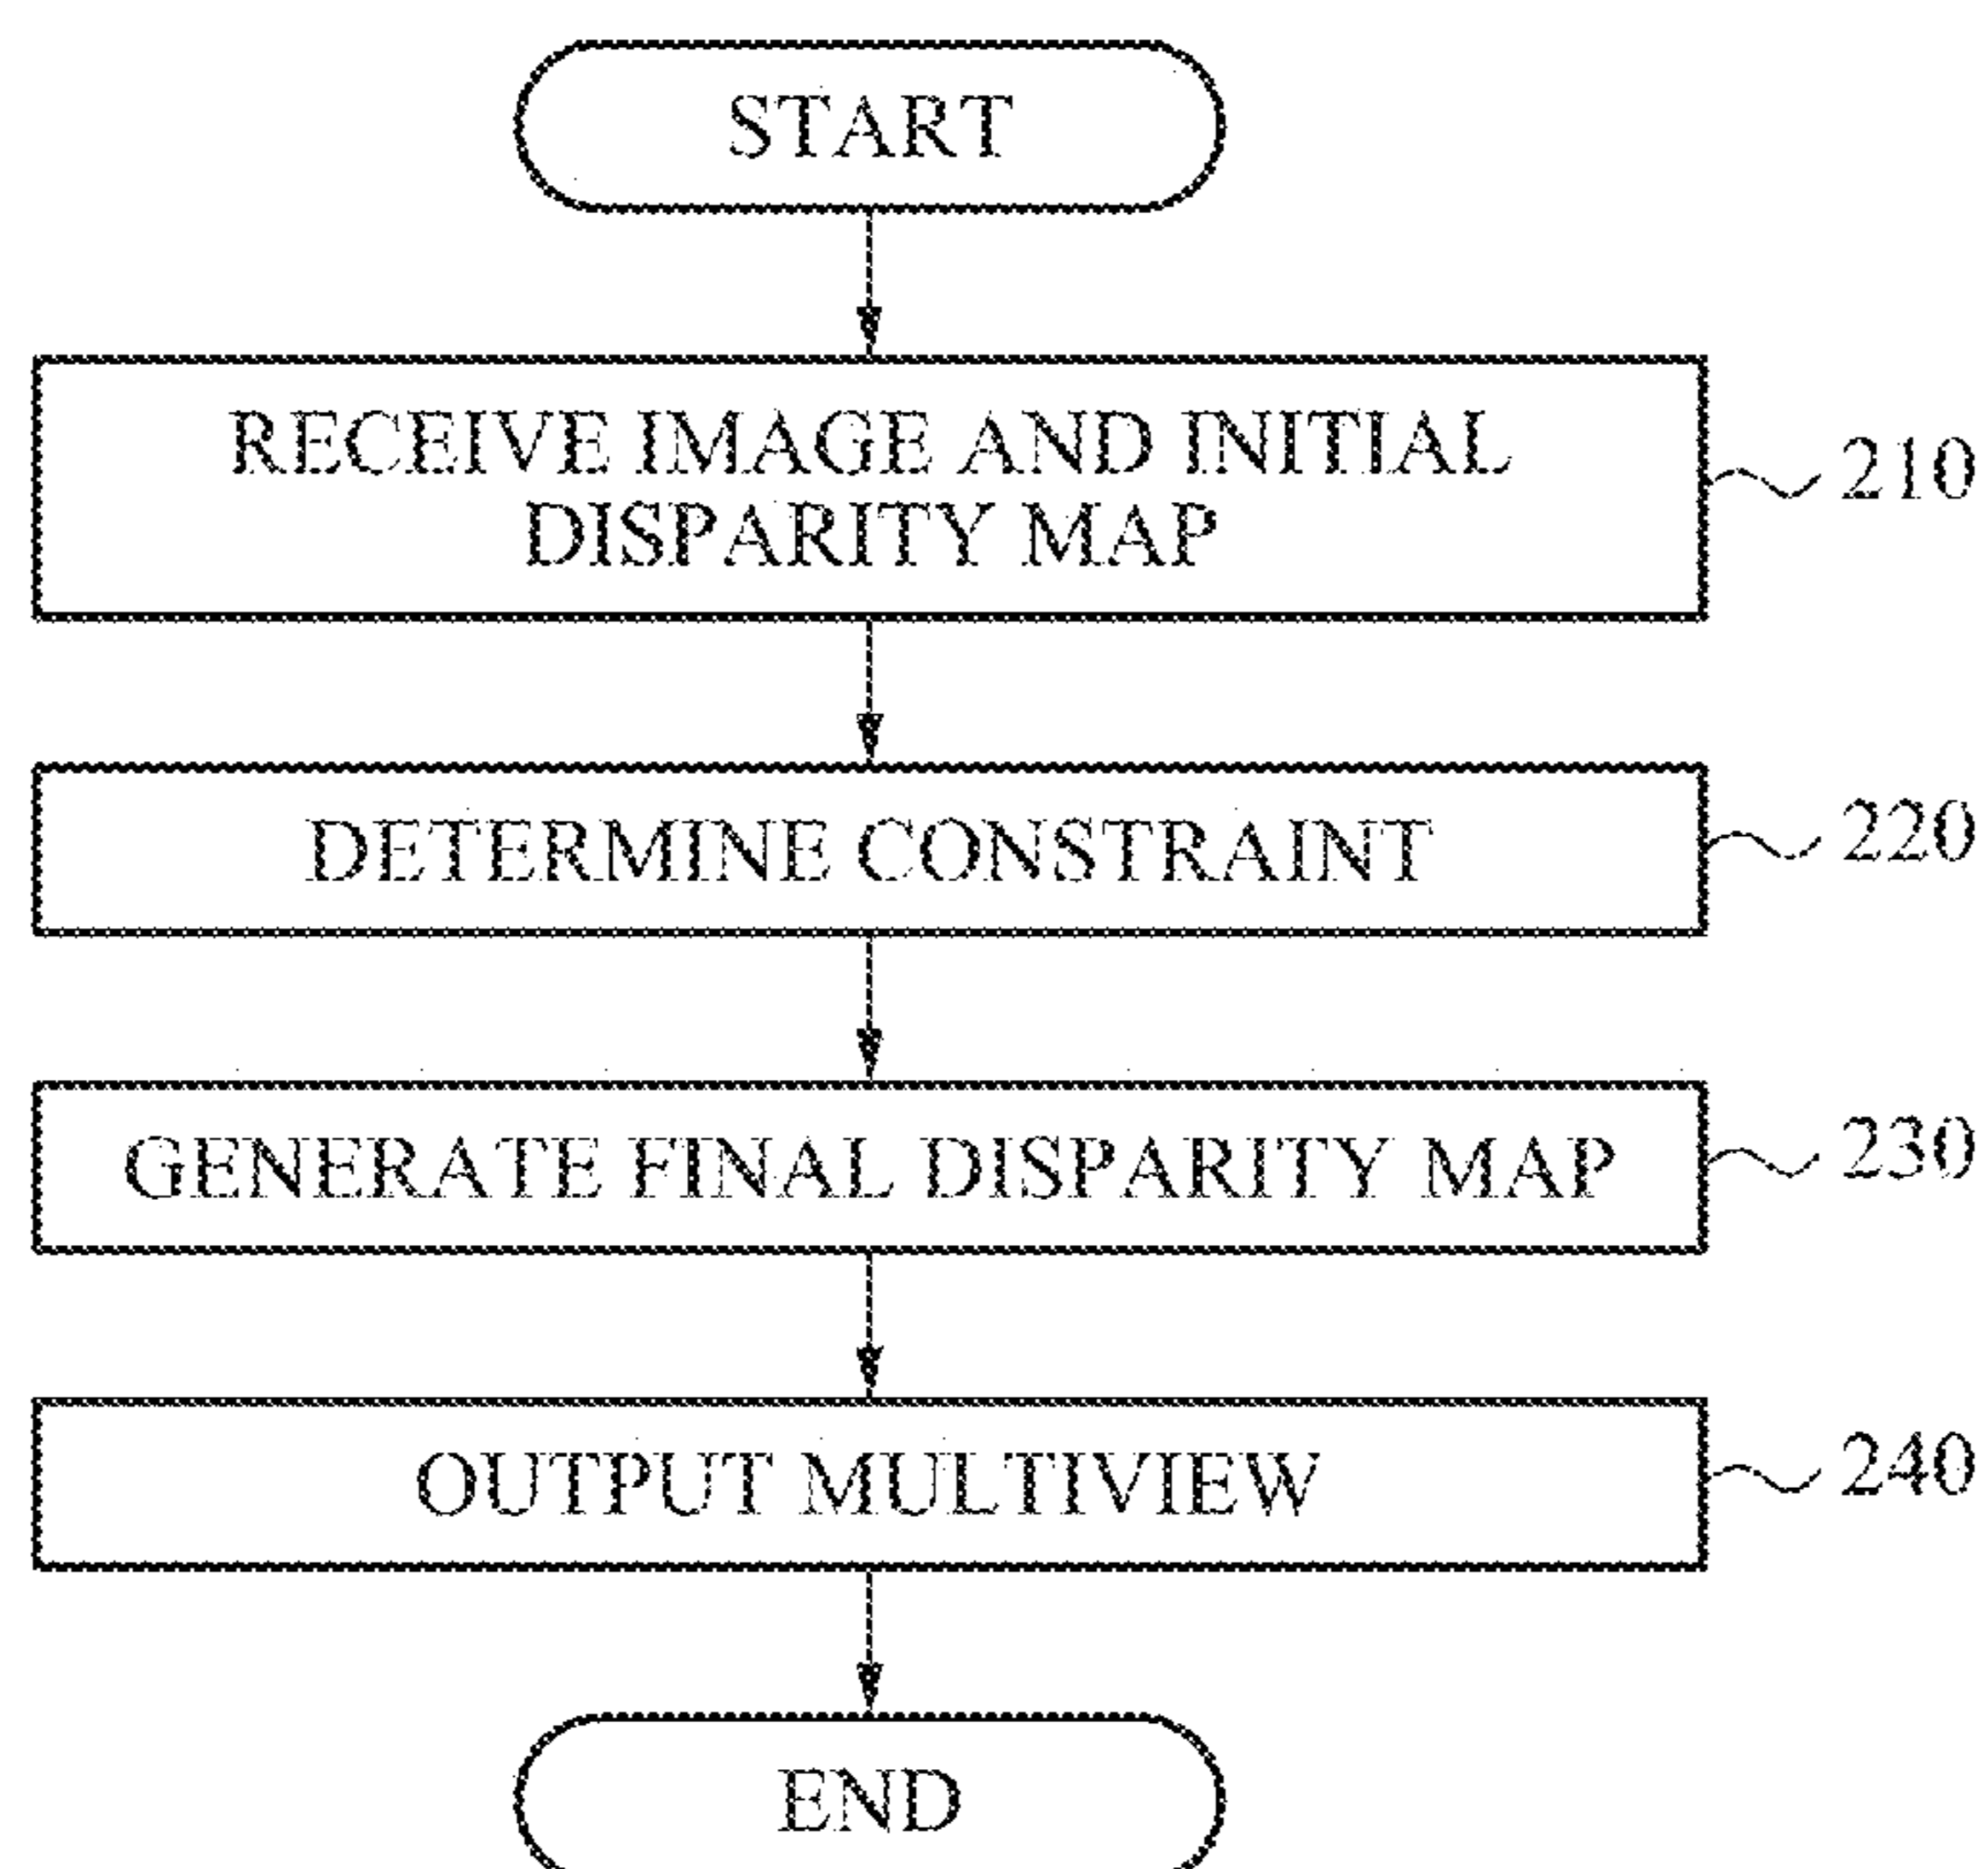 START
RECEIVE IMAGE AND INITIAL
DISPARITY MAP
210
DETERMINE CONSTRAINT
220
GENERATE FINAL DISPARITY MAP
230
OUTPUT MULTIVIEW
240
END